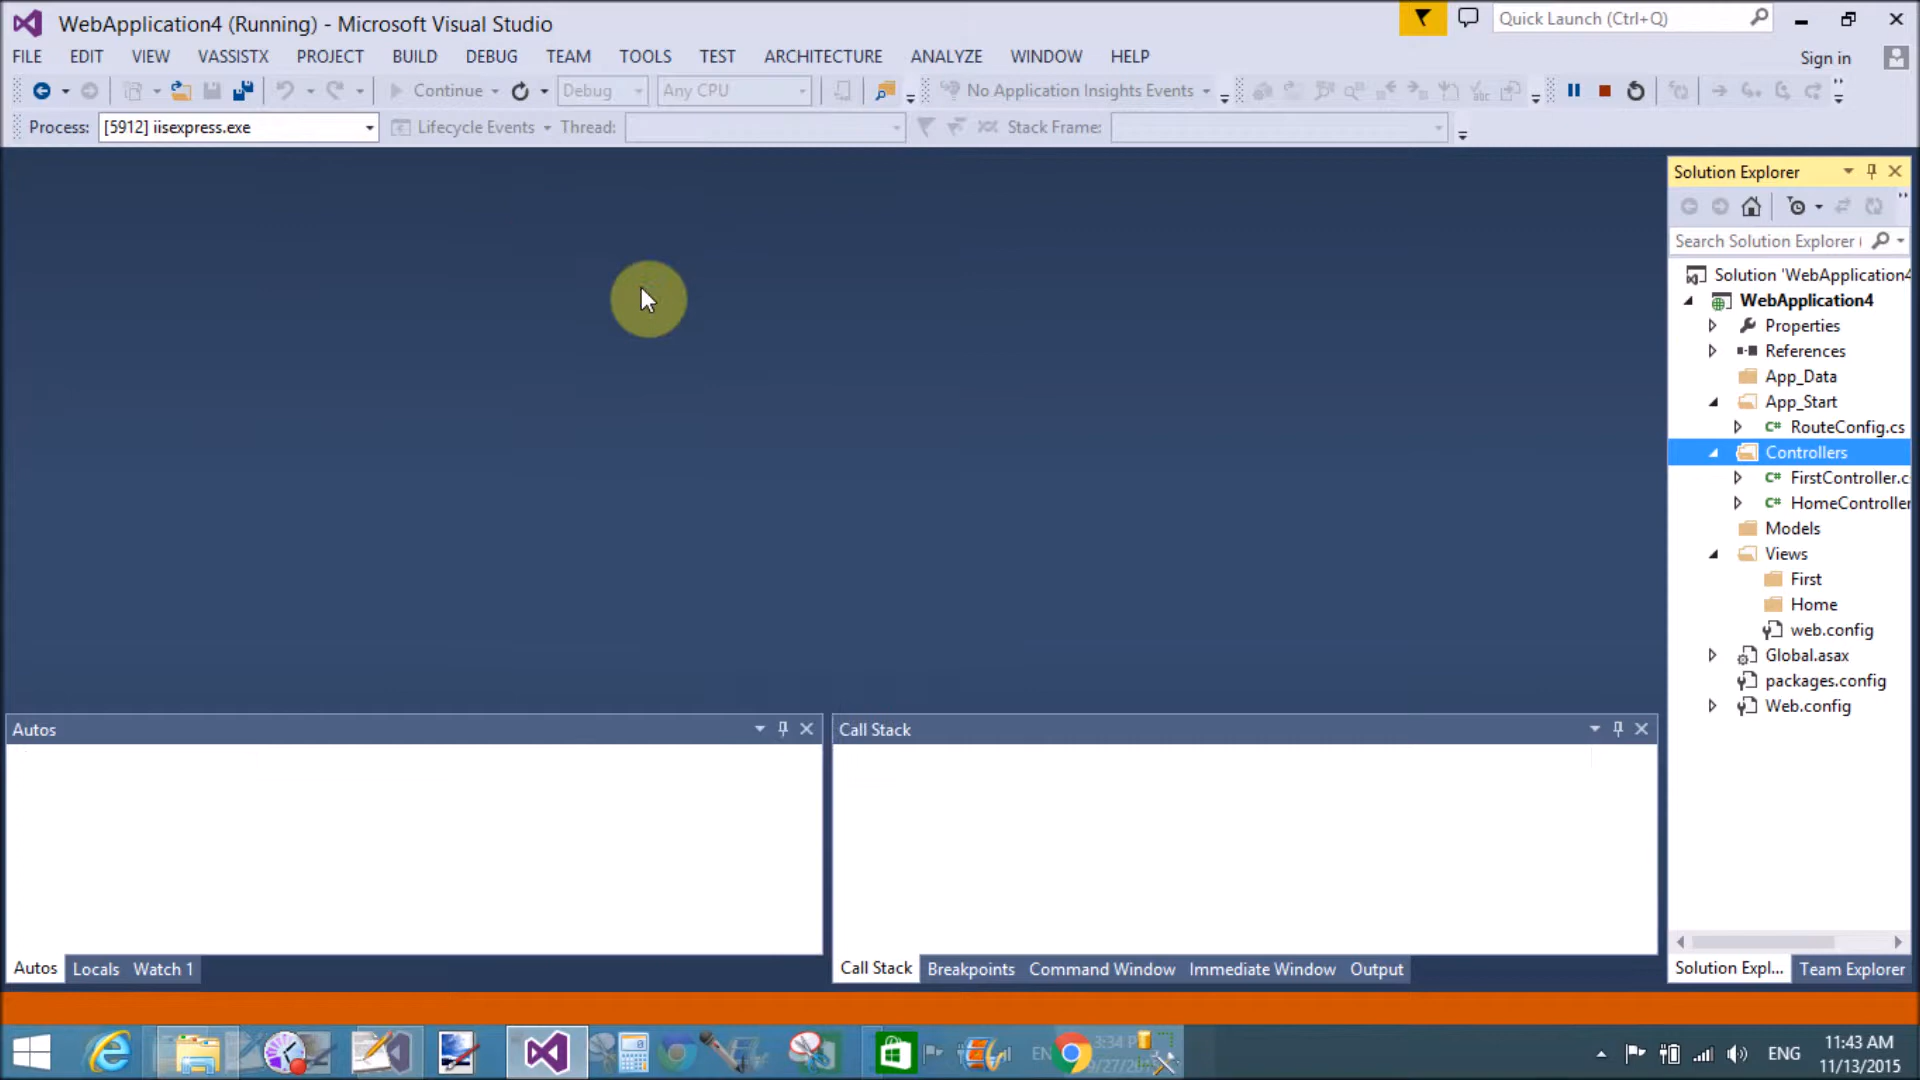 WebApplication4 (Running) - Microsoft Visual Studio
Quick Launch (Ctrl+Q)
FILE EDIT VIEW VASSISTX PROJECT BUILD DEBUG TEAM TOOLS TEST ARCHITECTURE ANALYZE WINDOW HELP
Sign in
Continue Debug Any CPU No Application Insights Events
Process: [5912] iisexpress.exe Lifecycle Events Thread: Stack Frame:
Solution Explorer
Search Solution Explorer (
Solution 'WebApplication4
WebApplication4
Properties
References
App_Data
App_Start
C# RouteConfig.cs
Controllers
C# FirstController.c
C# HomeController
Models
Views
First
Home
web.config
Global.asax
packages.config
Web.config
Autos
Call Stack
Autos Locals Watch 1
Call Stack Breakpoints Command Window Immediate Window Output
Solution Expl... Team Explorer
EN
3:34 P
ENG
11:43 AM
11/13/2015